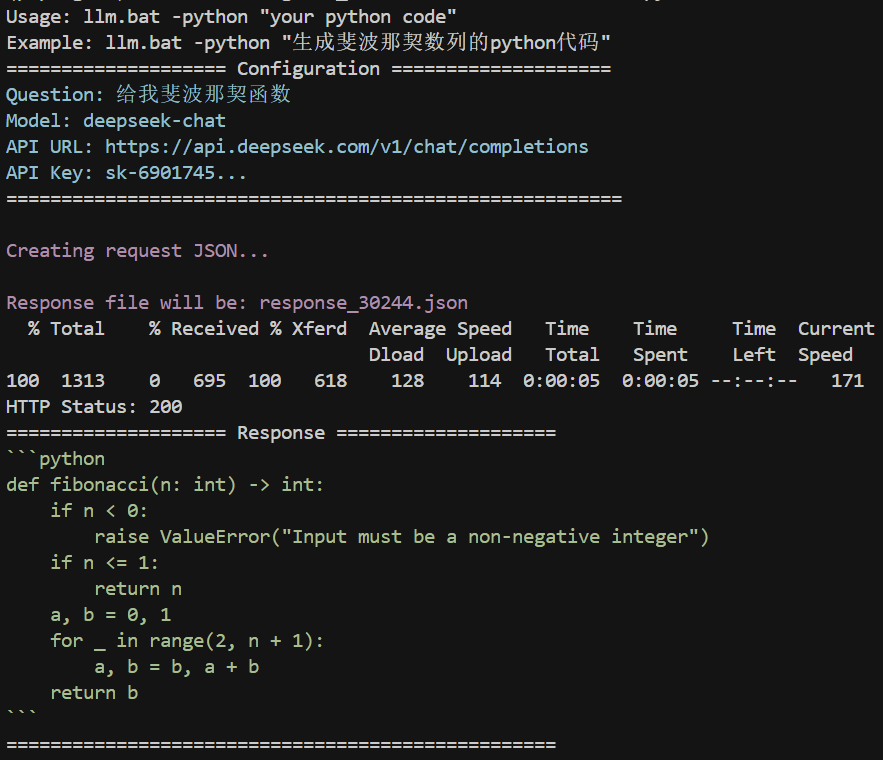 Usage: llm.bat -python "your python code"
Example: llm.bat -python "生成斐波那契数列的python代码"
==================== Configuration ====================
Question: 给我斐波那契函数
Model: deepseek-chat
API URL: https://api.deepseek.com/v1/chat/completions
API Key: sk-6901745...
========================================================

Creating request JSON...

Response file will be: response_30244.json
  % Total    % Received % Xferd  Average Speed   Time    Time     Time  Current
                                 Dload  Upload   Total   Spent    Left  Speed
100  1313    0   695  100   618    128    114  0:00:05  0:00:05 --:--:--   171
HTTP Status: 200
==================== Response ====================
```python
def fibonacci(n: int) -> int:
    if n < 0:
        raise ValueError("Input must be a non-negative integer")
    if n <= 1:
        return n
    a, b = 0, 1
    for _ in range(2, n + 1):
        a, b = b, a + b
    return b
```
==================================================